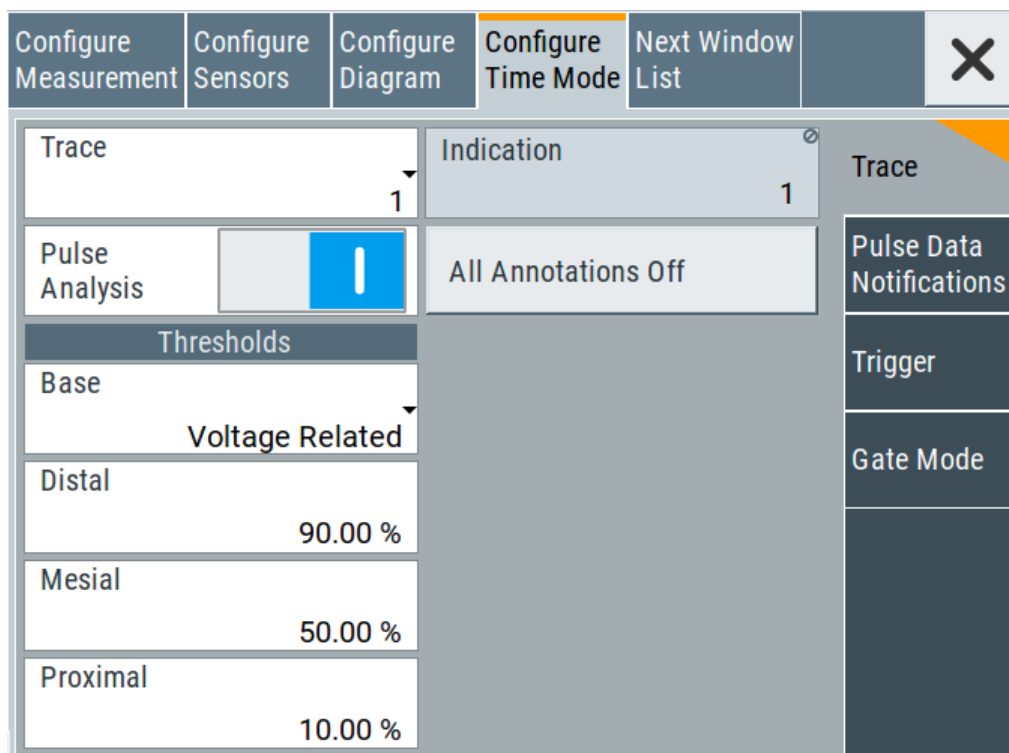 Configure
Measurement
Configure
Sensors
Configure
Diagram
Configure
Time Mode
Next Window
List
Trace
1
Indication
1
Pulse
Analysis
All Annotations Off
Thresholds
Base
Voltage Related
Distal
90.00 %
Mesial
50.00 %
Proximal
10.00 %
Trace
Pulse Data
Notifications
Trigger
Gate Mode